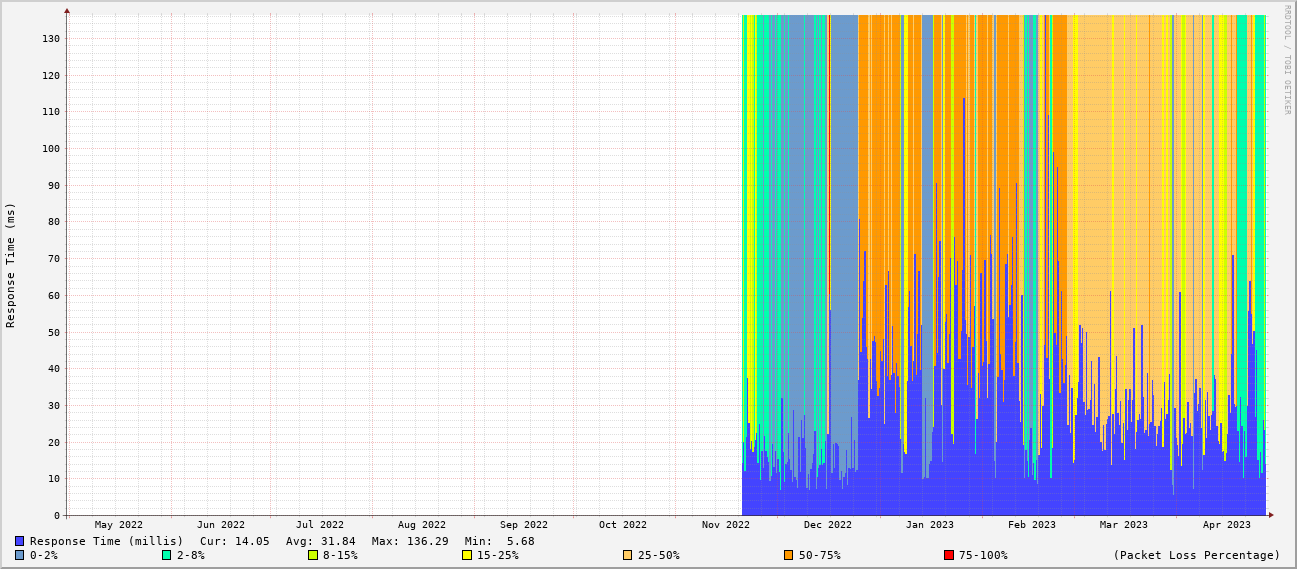 RRDTOOL / TOBI OETIKER
Response Time (ms)
130
120
110
100
90
80
70
60
50
40
30
20
10
0
May 2022 Jun 2022 Jul 2022 Aug 2022 Sep 2022 Oct 2022 Nov 2022 Dec 2022 Jan 2023 Feb 2023 Mar 2023 Apr 2023
Response Time (millis) Cur: 14.05 Avg: 31.84 Max: 136.29 Min: 5.68
0-2% 2-8% 8-15% 15-25% 25-50% 50-75% 75-100% (Packet Loss Percentage)